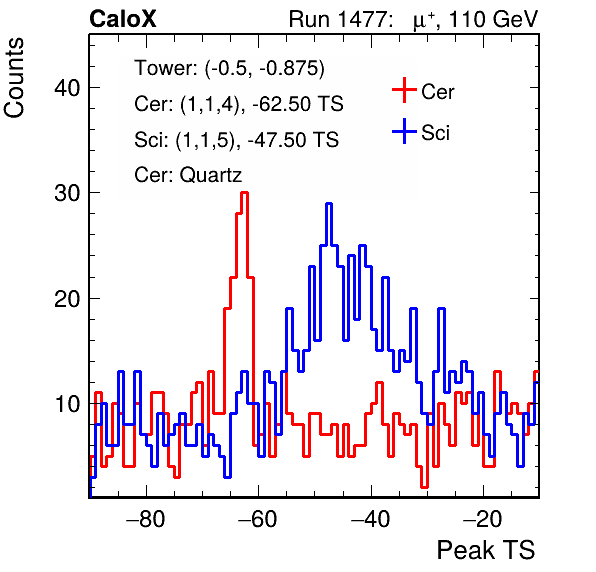 CaloX Run 1477: μ⁺, 110 GeV
Counts
Tower: (-0.5, -0.875)
Cer: (1,1,4), -62.50 TS
Sci: (1,1,5), -47.50 TS
Cer: Quartz
Cer
Sci
40
30
20
10
−80 −60 −40 −20
Peak TS